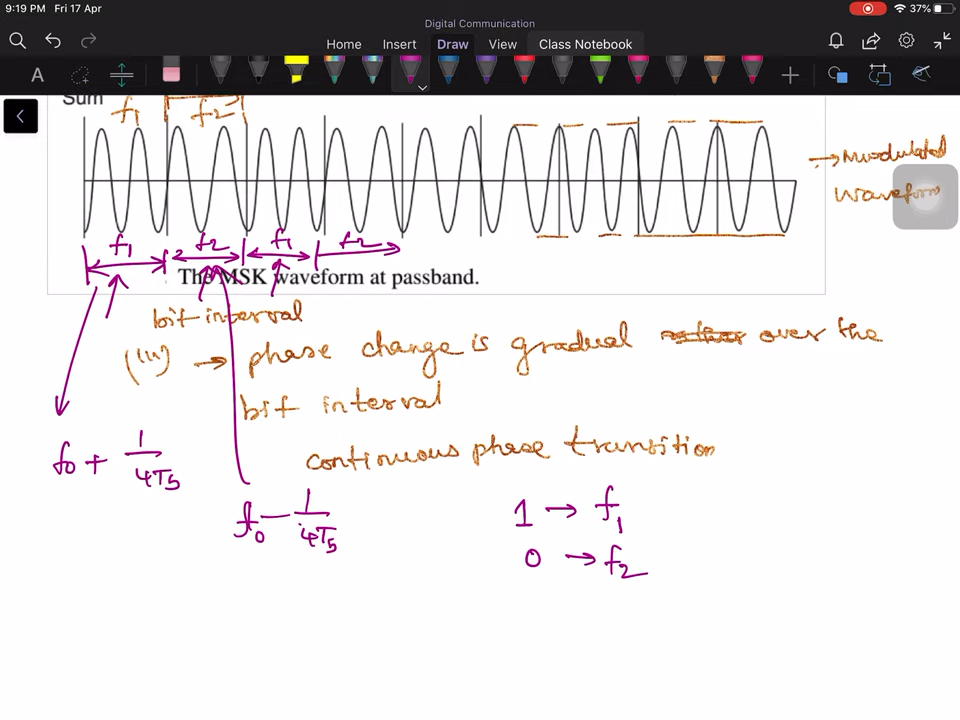 9:19 PM Fri 17 Apr
37%
Digital Communication
Home Insert Draw View Class Notebook
A
Sum
f1 f2
→ Modulated
waveform
f1 f2 f1 f2
The MSK waveform at passband.
bit interval
(iii) → phase change is gradual over the
bit interval
continuous phase transition
f0 + 1/4Ts
f0 - 1/4Ts
1 → f1
0 → f2